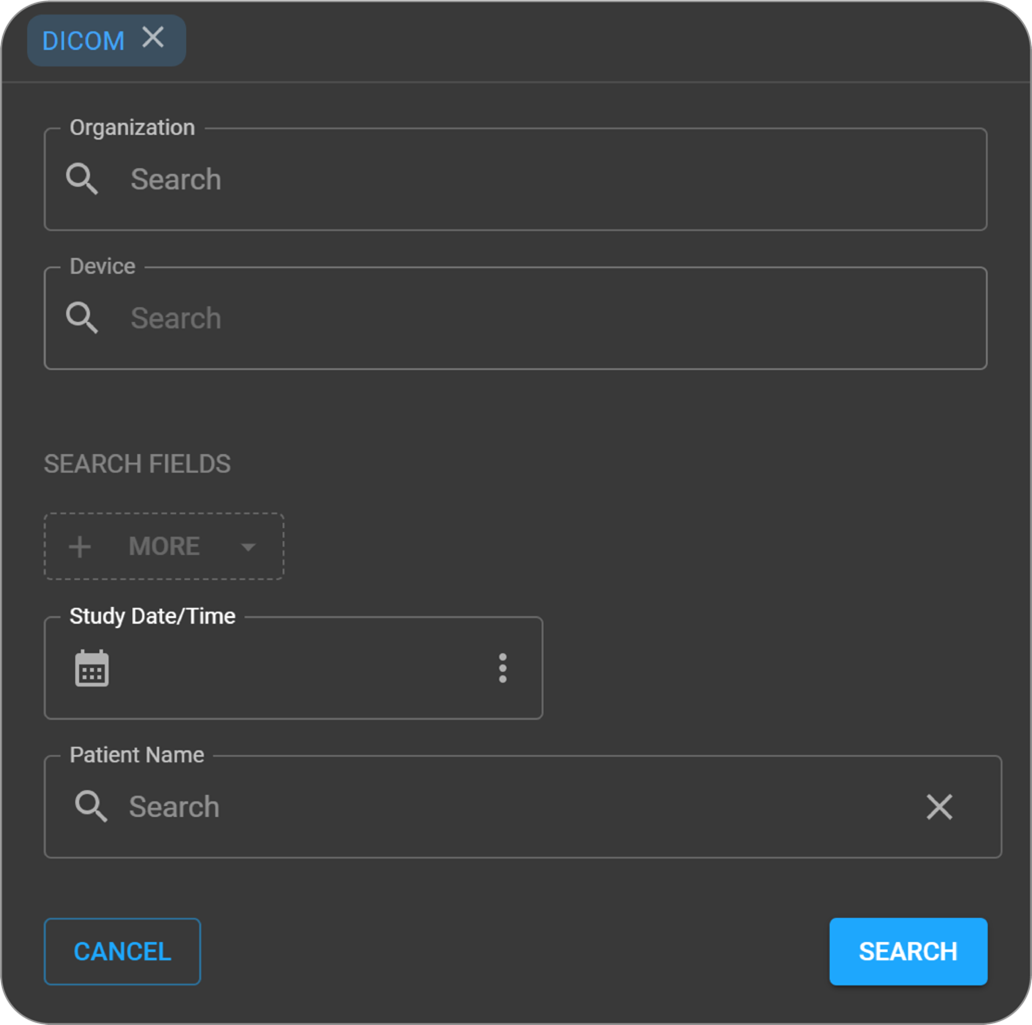 DICOM
Organization
Search
Device
Search
SEARCH FIELDS
MORE
Study Date/Time
Patient Name
Search
CANCEL
SEARCH